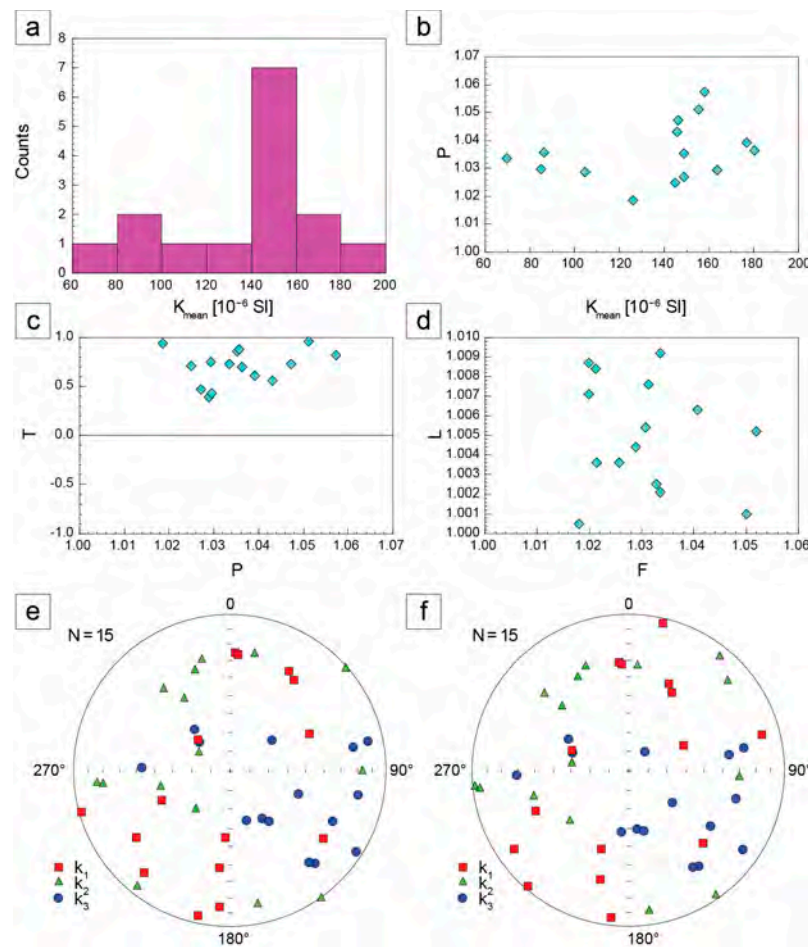 a
8
7
6
5
4
3
2
1
0
Counts
60 80 100 120 140 160 180 200
Kmean [10⁻⁶ SI]
b
1.07
1.06
1.05
1.04
1.03
1.02
1.01
1.00
P
60 80 100 120 140 160 180 200
Kmean [10⁻⁶ SI]
c
1.0
0.5
0.0
-0.5
-1.0
T
1.00 1.01 1.02 1.03 1.04 1.05 1.06 1.07
P
d
1.010
1.009
1.008
1.007
1.006
1.005
1.004
1.003
1.002
1.001
1.000
L
1.00 1.01 1.02 1.03 1.04 1.05 1.06
F
e
N = 15
0
270°
90°
180°
k₁
k₂
k₃
f
N = 15
0
270°
90°
180°
k₁
k₂
k₃